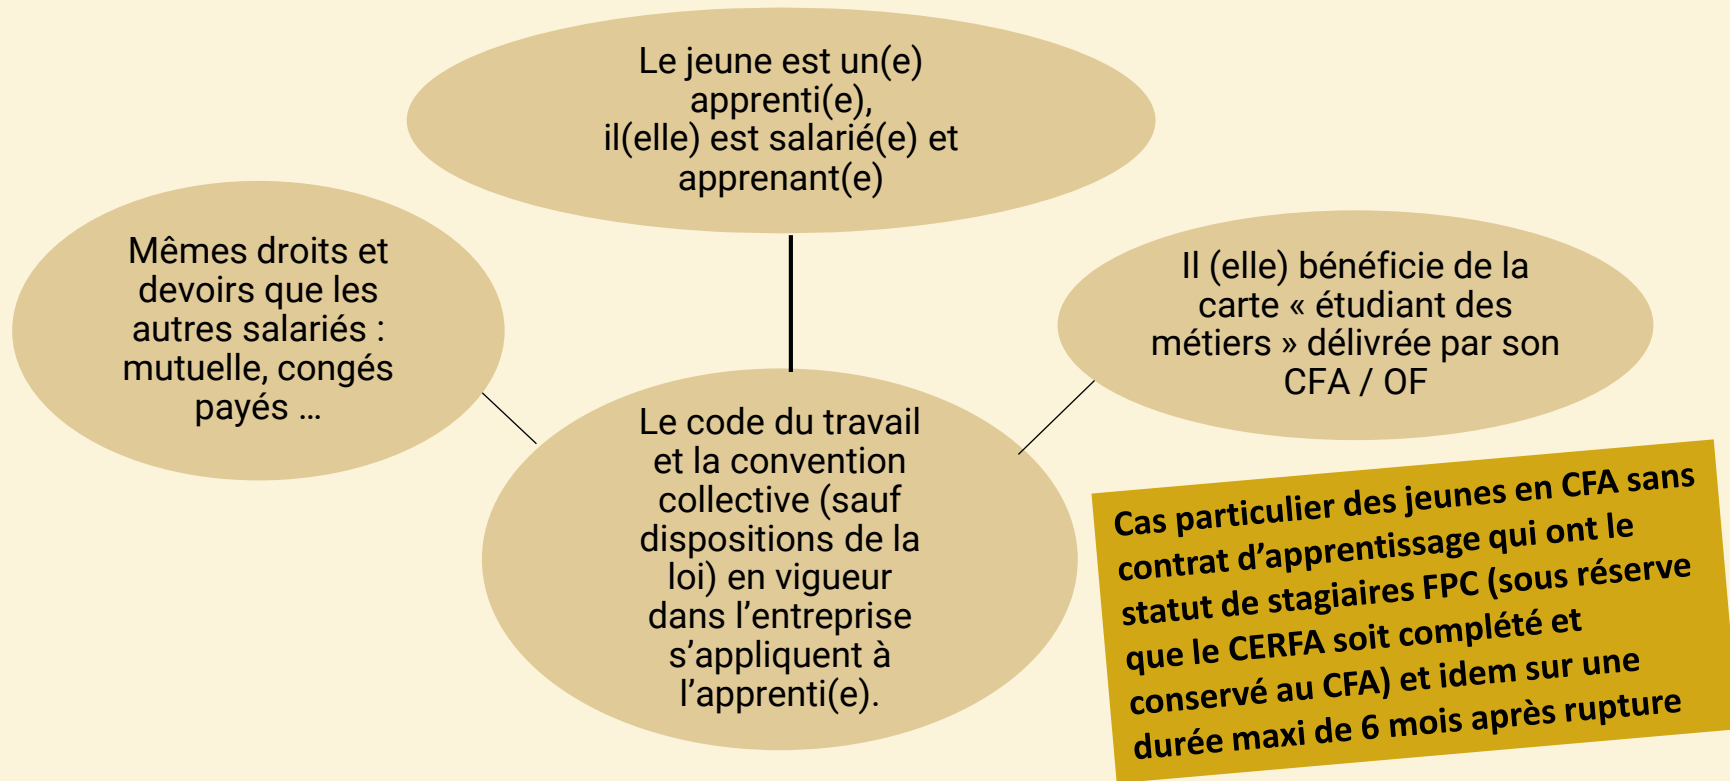 Le jeune est un(e)
apprenti(e),
il(elle) est salarié(e) et
apprenant(e)
Mêmes droits et
devoirs que les
autres salariés :
mutuelle, congés
payés ...
Il (elle) bénéficie de la
carte « étudiant des
métiers » délivrée par son
CFA / OF
Le code du travail
et la convention
collective (sauf
dispositions de la
loi) en vigueur
dans l'entreprise
s'appliquent à
l'apprenti(e).
Cas particulier des jeunes en CFA sans
contrat d'apprentissage qui ont le
statut de stagiaires FPC (sous réserve
que le CERFA soit complété et
conservé au CFA) et idem sur une
durée maxi de 6 mois après rupture